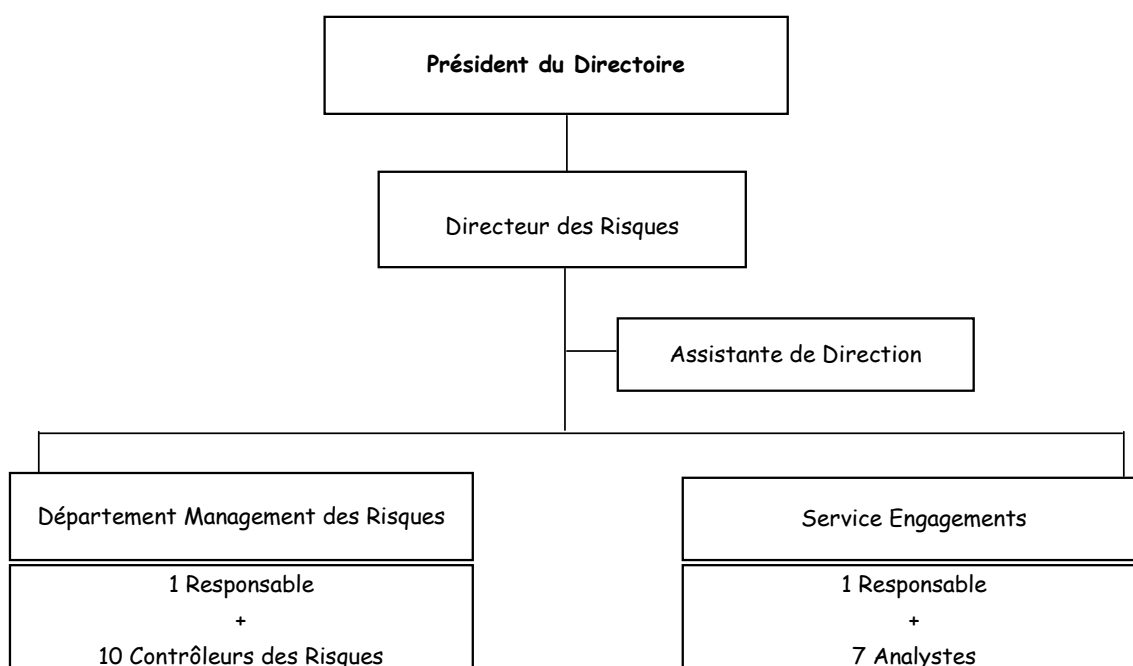 Président du Directoire
Directeur des Risques
Assistante de Direction
Département Management des Risques
1 Responsable
+
10 Contrôleurs des Risques
Service Engagements
1 Responsable
+
7 Analystes